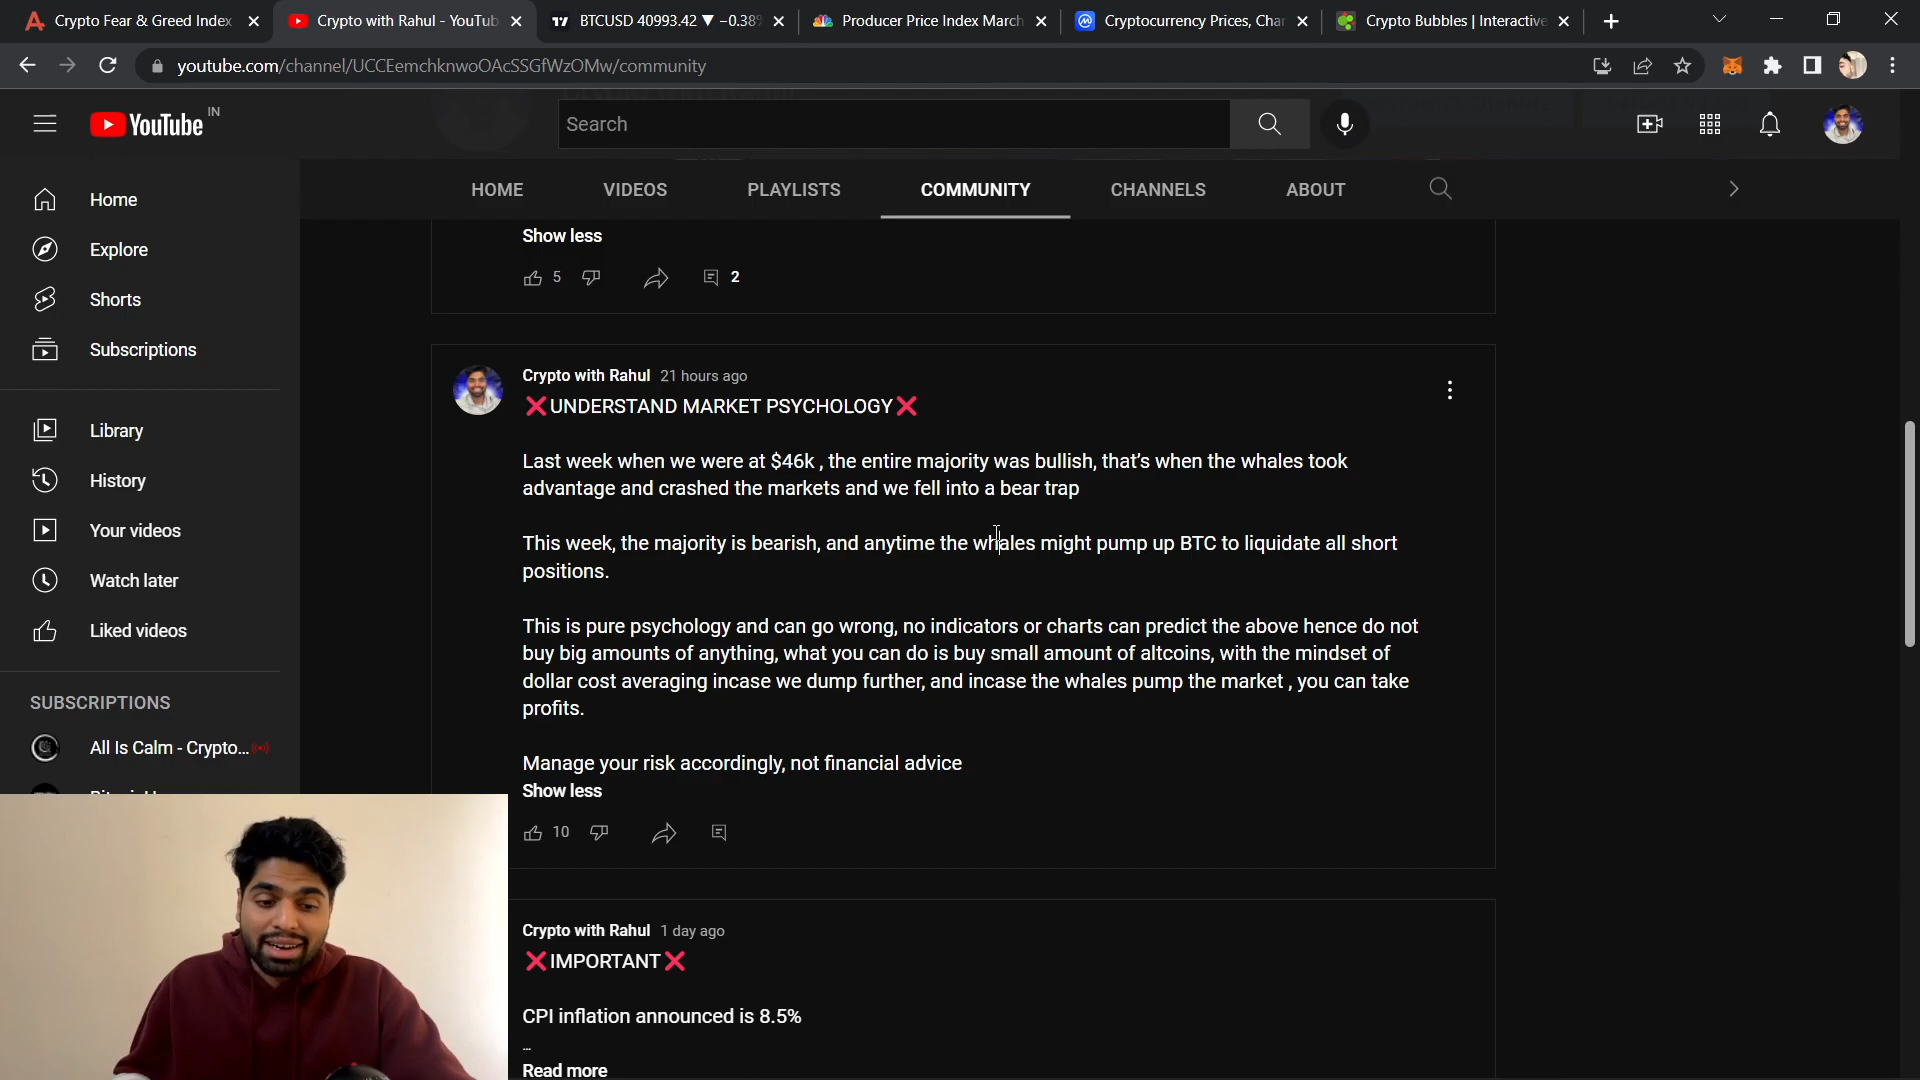 Crypto Fear & Greed Index
Crypto with Rahul - YouTub
BTCUSD 40993.42 ▼ −0.38%
Producer Price Index March
Cryptocurrency Prices, Char
Crypto Bubbles | Interactive
youtube.com/channel/UCCEemchknwoOAcSSGfWzOMw/community
YouTube IN
Search
HOME
VIDEOS
PLAYLISTS
COMMUNITY
CHANNELS
ABOUT
Home
Explore
Shorts
Subscriptions
Library
History
Your videos
Watch later
Liked videos
SUBSCRIPTIONS
All Is Calm - Crypto...
Show less
5
2
Crypto with Rahul 21 hours ago
❌UNDERSTAND MARKET PSYCHOLOGY❌
Last week when we were at $46k , the entire majority was bullish, that’s when the whales took
advantage and crashed the markets and we fell into a bear trap
This week, the majority is bearish, and anytime the whales might pump up BTC to liquidate all short
positions.
This is pure psychology and can go wrong, no indicators or charts can predict the above hence do not
buy big amounts of anything, what you can do is buy small amount of altcoins, with the mindset of
dollar cost averaging incase we dump further, and incase the whales pump the market , you can take
profits.
Manage your risk accordingly, not financial advice
Show less
10
Crypto with Rahul 1 day ago
❌IMPORTANT❌
CPI inflation announced is 8.5%
...
Read more